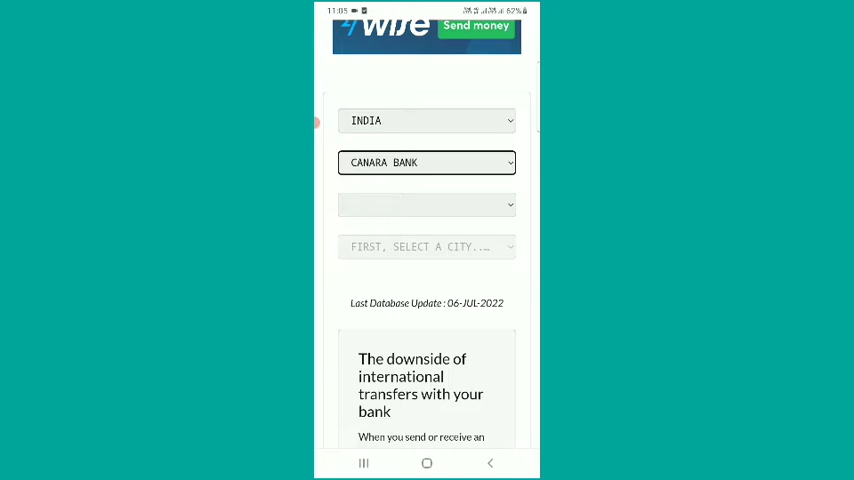 11:05
62%
WISE
Send money
INDIA
CANARA BANK
FIRST, SELECT A CITY....
Last Database Update : 06-JUL-2022
The downside of
international
transfers with your
bank
When you send or receive an